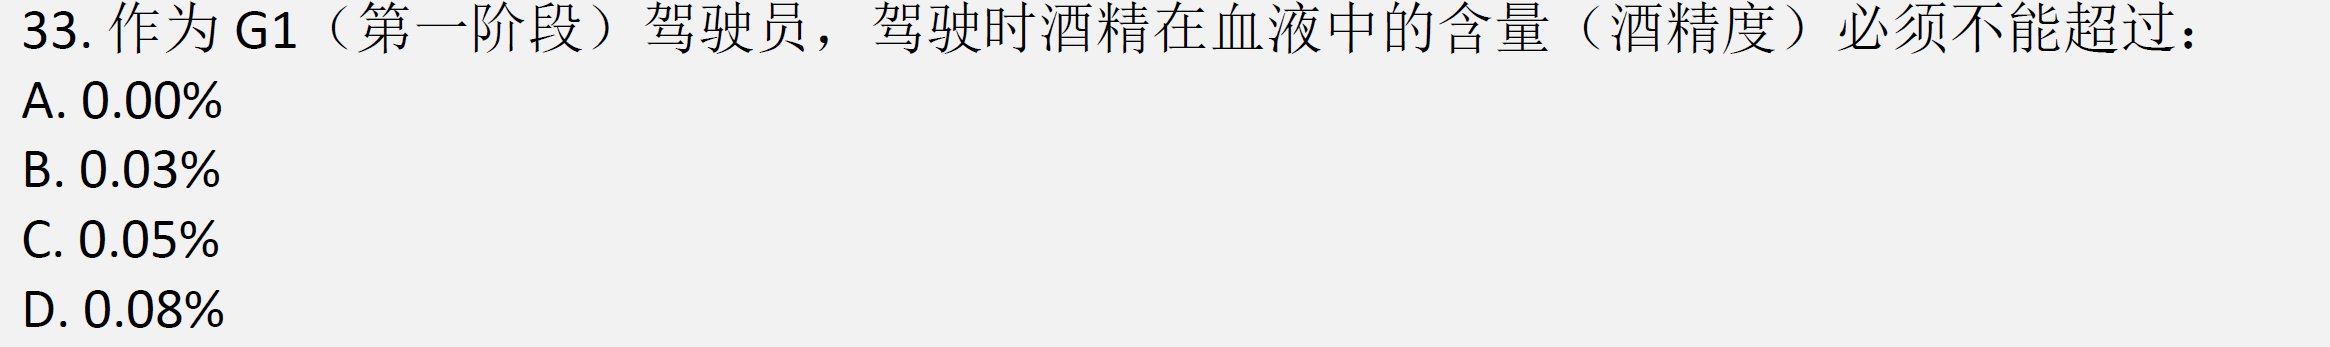 33. 作为 G1（第一阶段）驾驶员，驾驶时酒精在血液中的含量（酒精度）必须不能超过：
A. 0.00%
B. 0.03%
C. 0.05%
D. 0.08%